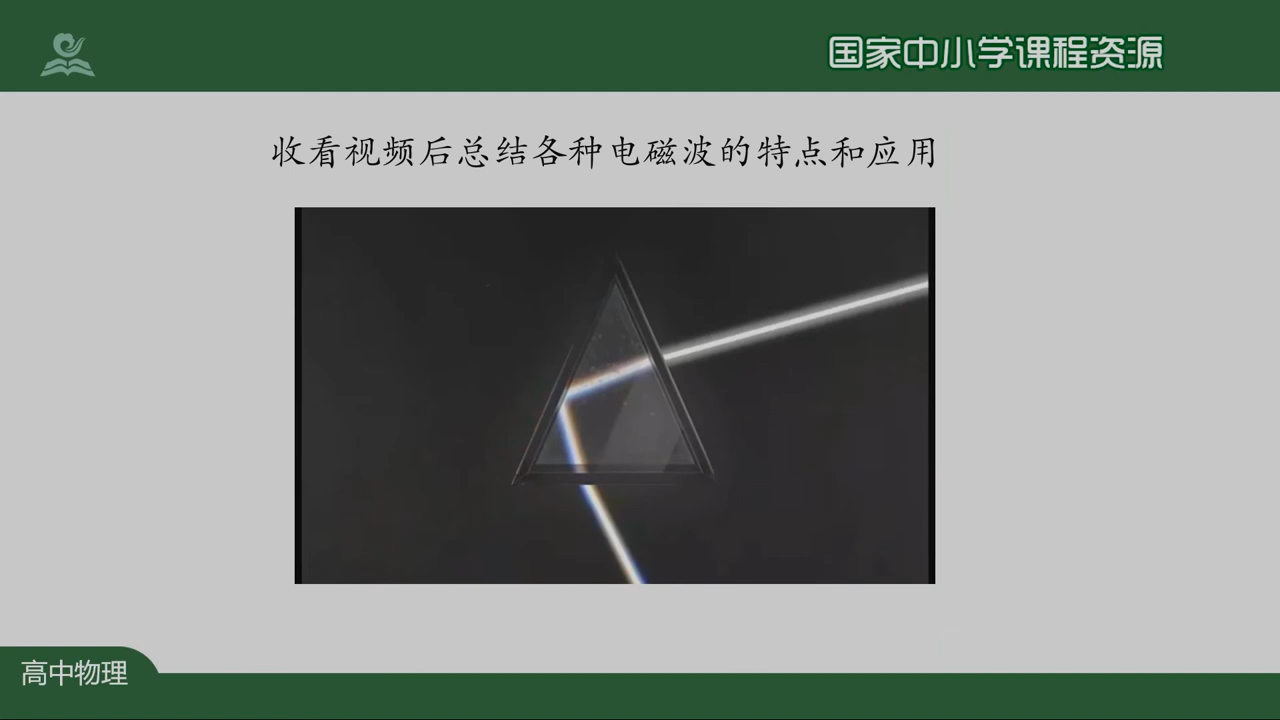 国家中小学课程资源
收看视频后总结各种电磁波的特点和应用
高中物理